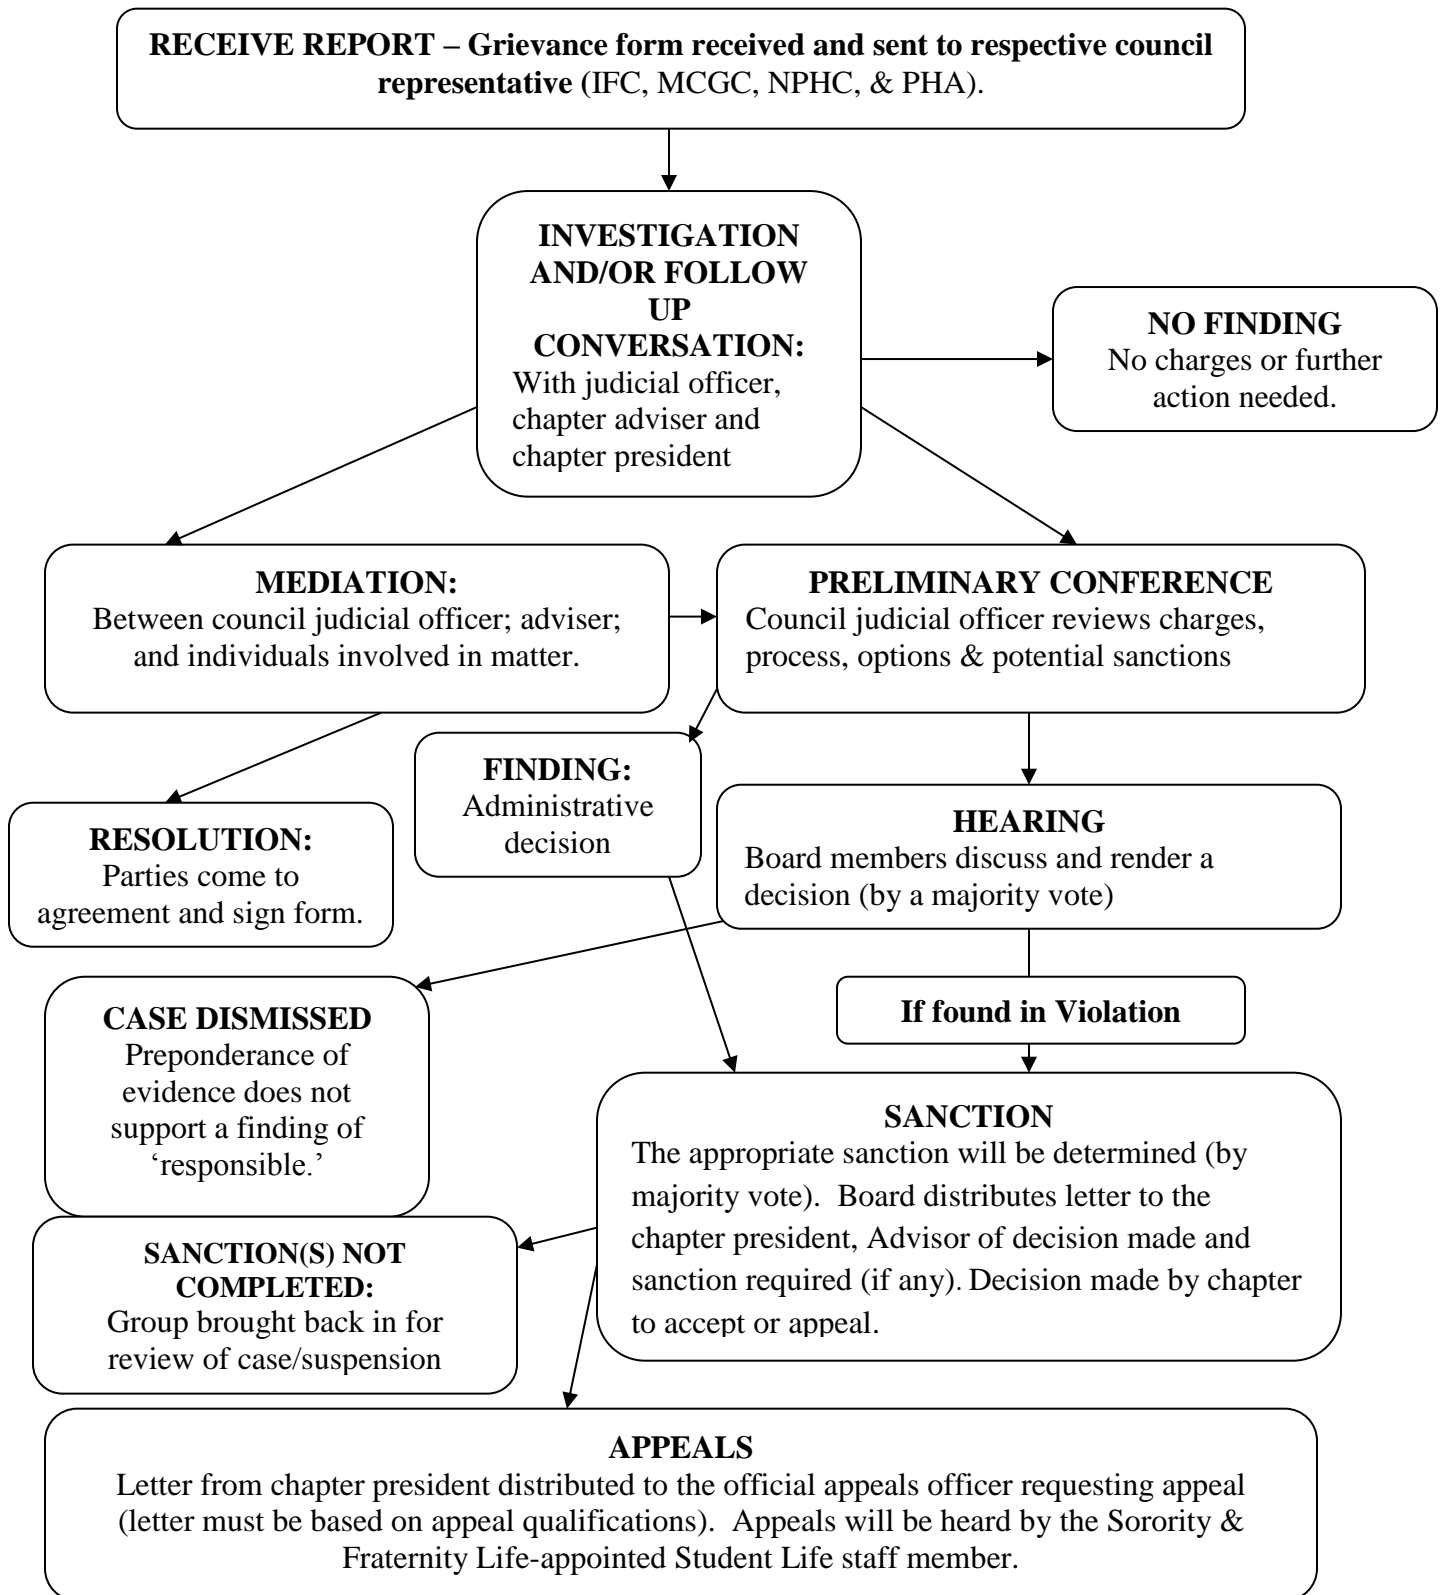 RECEIVE REPORT – Grievance form received and sent to respective council
representative (IFC, MCGC, NPHC, & PHA).
INVESTIGATION
AND/OR FOLLOW
UP
CONVERSATION:
With judicial officer,
chapter adviser and
chapter president
NO FINDING
No charges or further
action needed.
MEDIATION:
Between council judicial officer; adviser;
and individuals involved in matter.
PRELIMINARY CONFERENCE
Council judicial officer reviews charges,
process, options & potential sanctions
FINDING:
Administrative
decision
RESOLUTION:
Parties come to
agreement and sign form.
HEARING
Board members discuss and render a
decision (by a majority vote)
CASE DISMISSED
Preponderance of
evidence does not
support a finding of
‘responsible.’
If found in Violation
SANCTION
The appropriate sanction will be determined (by
majority vote).  Board distributes letter to the
chapter president, Advisor of decision made and
sanction required (if any). Decision made by chapter
to accept or appeal.
SANCTION(S) NOT
COMPLETED:
Group brought back in for
review of case/suspension
APPEALS
Letter from chapter president distributed to the official appeals officer requesting appeal
(letter must be based on appeal qualifications).  Appeals will be heard by the Sorority &
Fraternity Life-appointed Student Life staff member.